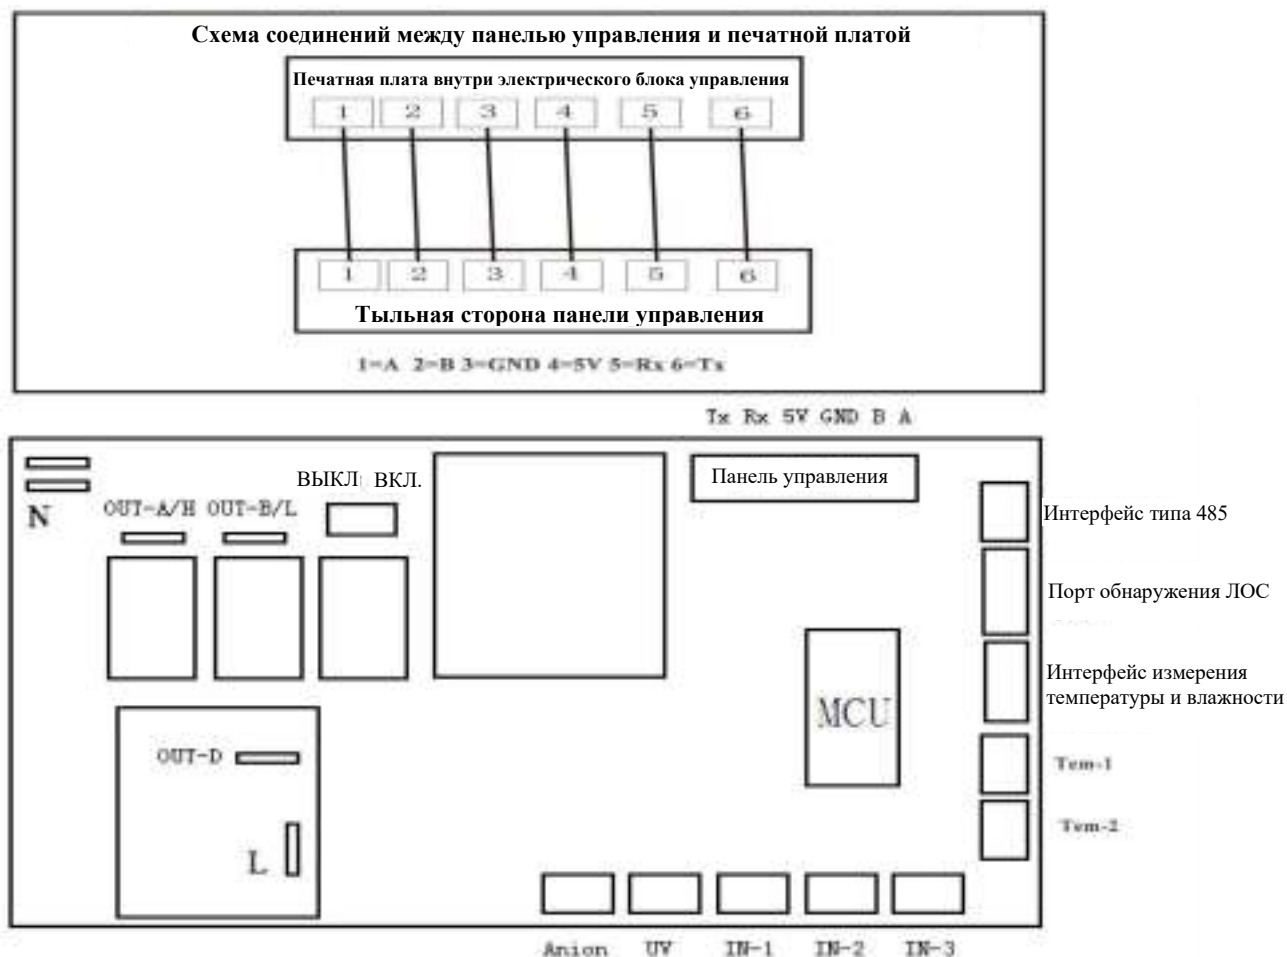 Схема соединений между панелью управления и печатной платой
Печатная плата внутри электрического блока управления
1 2 3 4 5 6
1 2 3 4 5 6
Тыльная сторона панели управления
1=A 2=B 3=GND 4=5V 5=Rx 6=Tx
Tx Rx 5V GND B A
ВЫКЛ ВКЛ.
Панель управления
N
OUT-A/H OUT-B/L
Интерфейс типа 485
Порт обнаружения ЛОС
Интерфейс измерения
температуры и влажности
MCU
OUT-D
Tem-1
Tem-2
L
Anion UV IN-1 IN-2 IN-3